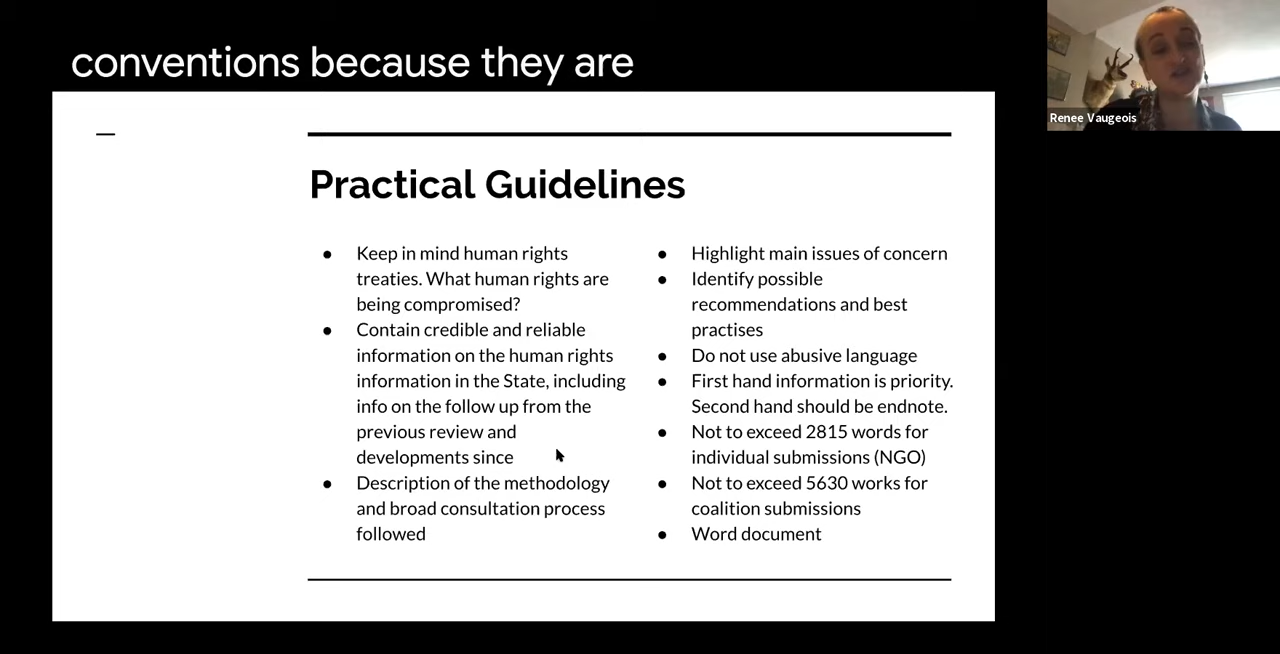 conventions because they are
Renee Vaugeois
Practical Guidelines
● Keep in mind human rights
treaties. What human rights are
being compromised?
● Contain credible and reliable
information on the human rights
information in the State, including
info on the follow up from the
previous review and
developments since
● Description of the methodology
and broad consultation process
followed
● Highlight main issues of concern
● Identify possible
recommendations and best
practises
● Do not use abusive language
● First hand information is priority.
Second hand should be endnote.
● Not to exceed 2815 words for
individual submissions (NGO)
● Not to exceed 5630 works for
coalition submissions
● Word document